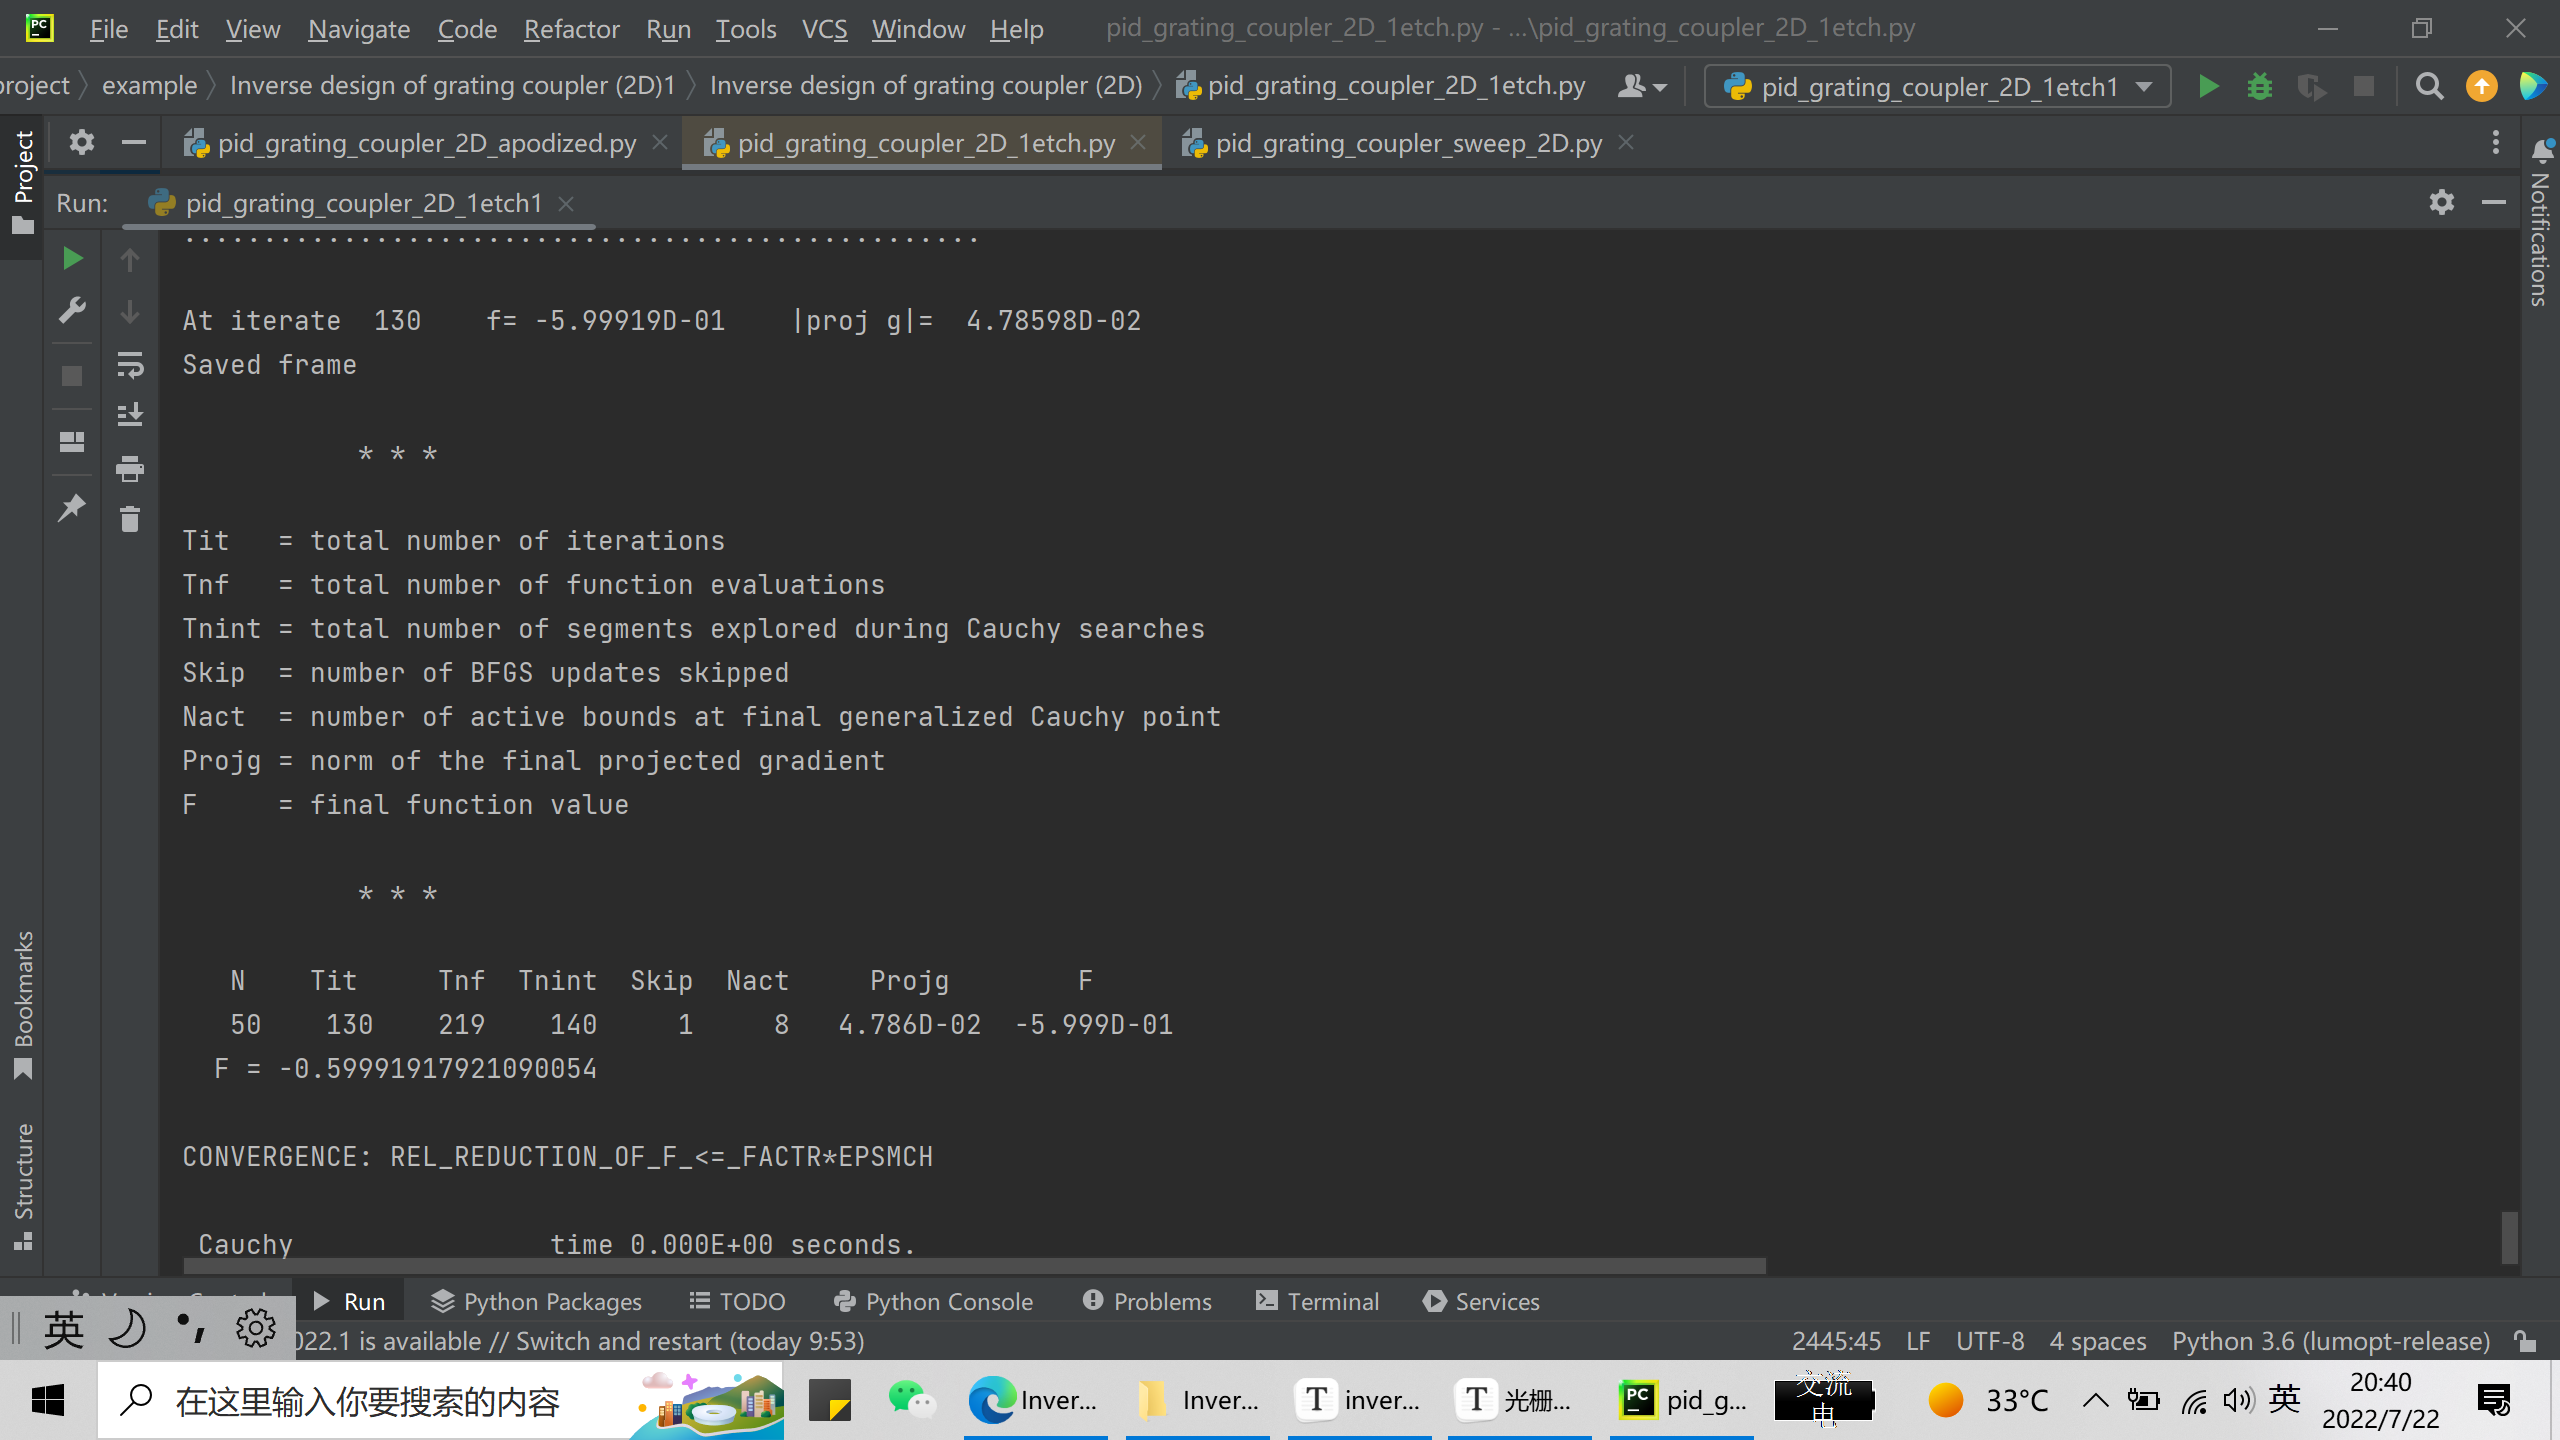 PC File Edit View Navigate Code Refactor Run Tools VCS Window Help pid_grating_coupler_2D_1etch.py - ...\pid_grating_coupler_2D_1etch.py
roject example Inverse design of grating coupler (2D)1 Inverse design of grating coupler (2D) pid_grating_coupler_2D_1etch.py pid_grating_coupler_2D_1etch1
Project pid_grating_coupler_2D_apodized.py pid_grating_coupler_2D_1etch.py pid_grating_coupler_sweep_2D.py
Notifications
Run: pid_grating_coupler_2D_1etch1
..................................................
At iterate  130    f= -5.99919D-01    |proj g|=  4.78598D-02
Saved frame
* * *
Tit   = total number of iterations
Tnf   = total number of function evaluations
Tnint = total number of segments explored during Cauchy searches
Skip  = number of BFGS updates skipped
Nact  = number of active bounds at final generalized Cauchy point
Projg = norm of the final projected gradient
F     = final function value
* * *
N    Tit     Tnf  Tnint  Skip  Nact     Projg        F
50    130    219    140     1     8   4.786D-02  -5.999D-01
F = -0.59991917921090054
CONVERGENCE: REL_REDUCTION_OF_F_<=_FACTR*EPSMCH
Cauchy                time 0.000E+00 seconds.
Bookmarks
Structure
Run Python Packages TODO Python Console Problems Terminal Services
英 022.1 is available // Switch and restart (today 9:53) 2445:45 LF UTF-8 4 spaces Python 3.6 (lumopt-release)
在这里输入你要搜索的内容 Inver... Inver... T inver... T 光栅... PC pid_g... 交流电 33°C 英 20:40
2022/7/22